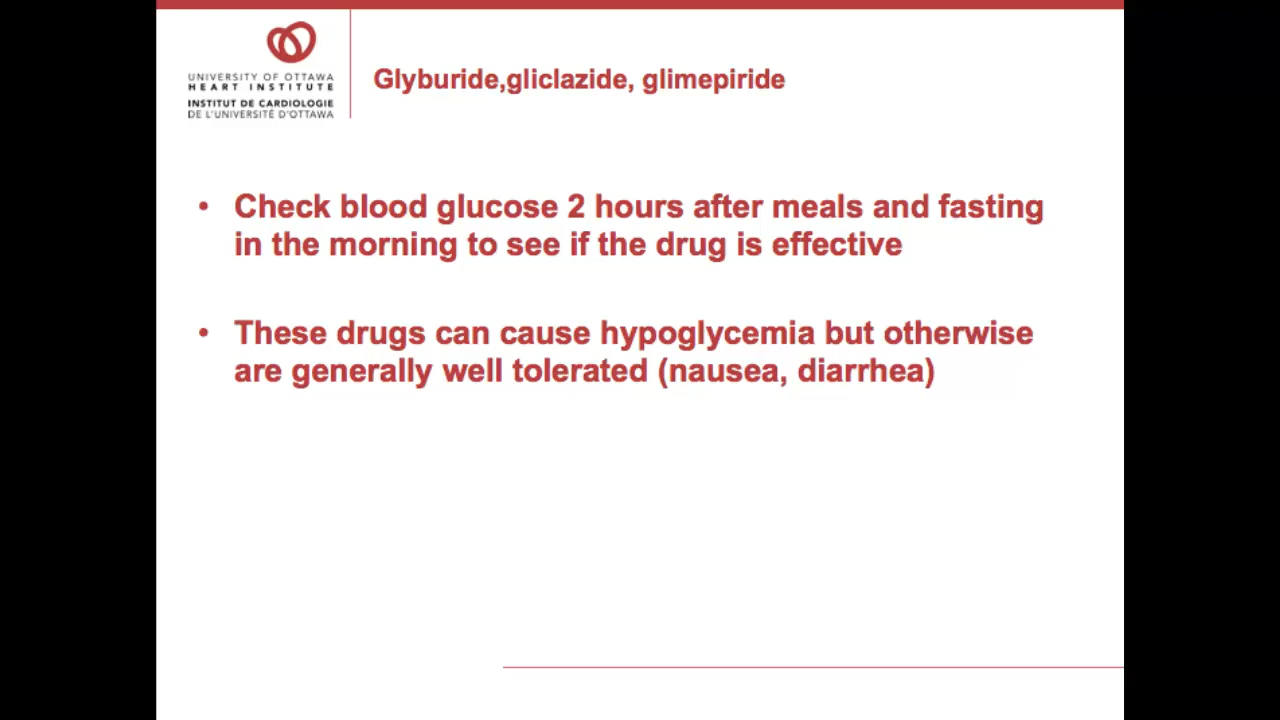 UNIVERSITY OF OTTAWA
HEART INSTITUTE
INSTITUT DE CARDIOLOGIE
DE L'UNIVERSITÉ D'OTTAWA
Glyburide,gliclazide, glimepiride
• Check blood glucose 2 hours after meals and fasting
in the morning to see if the drug is effective
• These drugs can cause hypoglycemia but otherwise
are generally well tolerated (nausea, diarrhea)